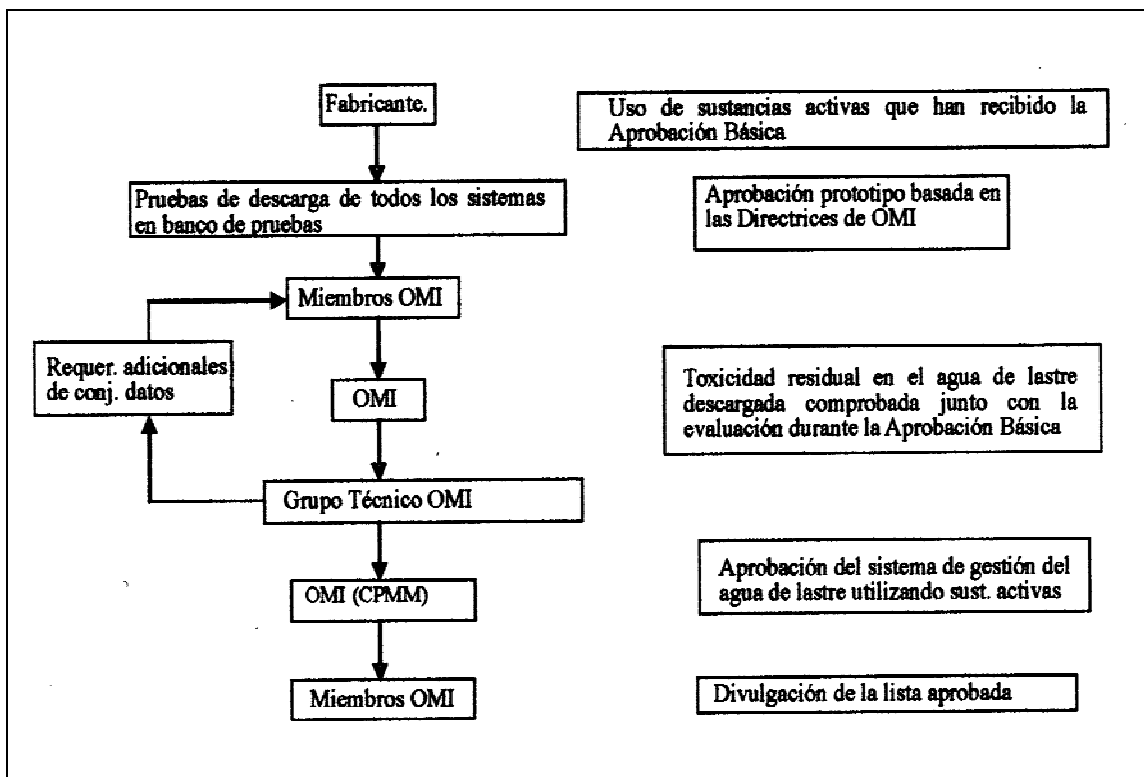 Fabricante.
Uso de sustancias activas que han recibido la
Aprobación Básica
Pruebas de descarga de todos los sistemas
en banco de pruebas
Aprobación prototipo basada en
las Directrices de OMI
Miembros OMI
Requer. adicionales
de conj. datos
OMI
Toxicidad residual en el agua de lastre
descargada comprobada junto con la
evaluación durante la Aprobación Básica
Grupo Técnico OMI
OMI (CPMM)
Aprobación del sistema de gestión del
agua de lastre utilizando sust. activas
Miembros OMI
Divulgación de la lista aprobada